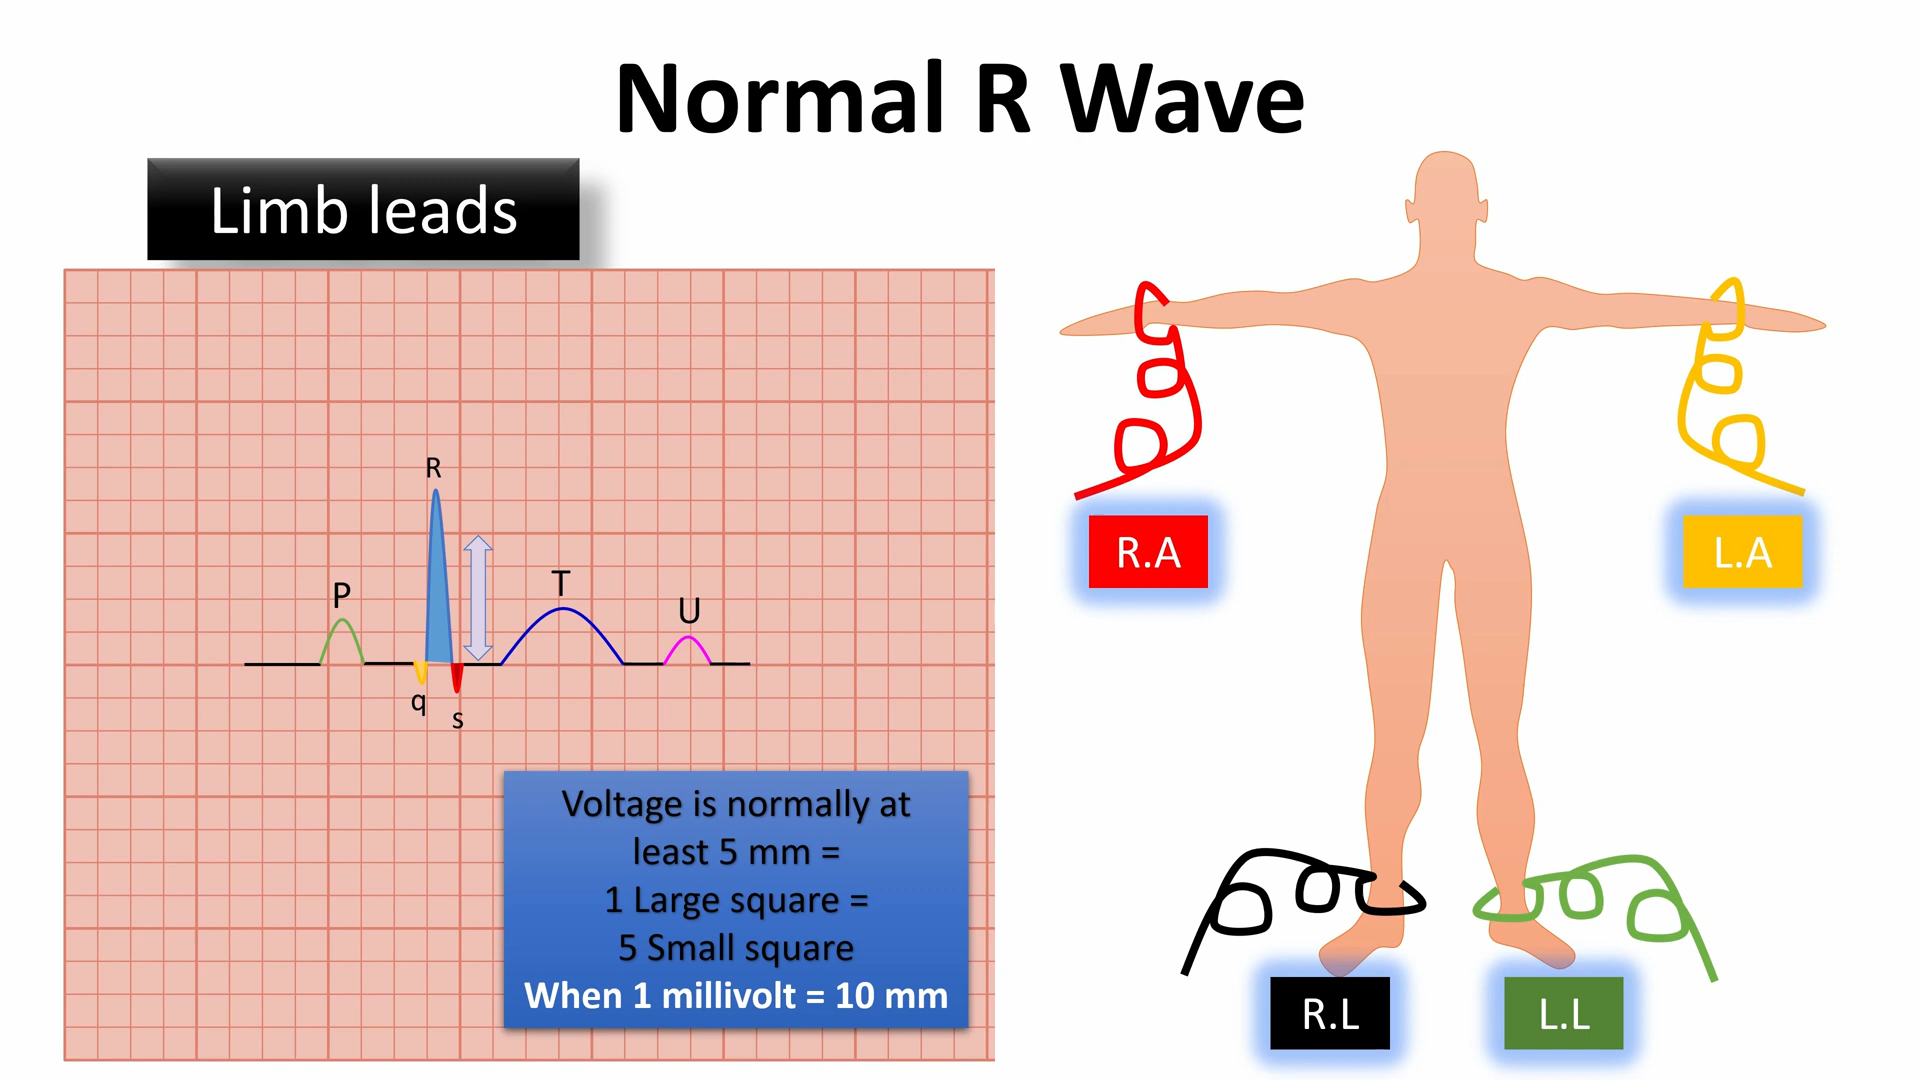 Normal R Wave
Limb leads
R
P
T
U
q
s
Voltage is normally at
least 5 mm =
1 Large square =
5 Small square
When 1 millivolt = 10 mm
R.A
L.A
R.L
L.L